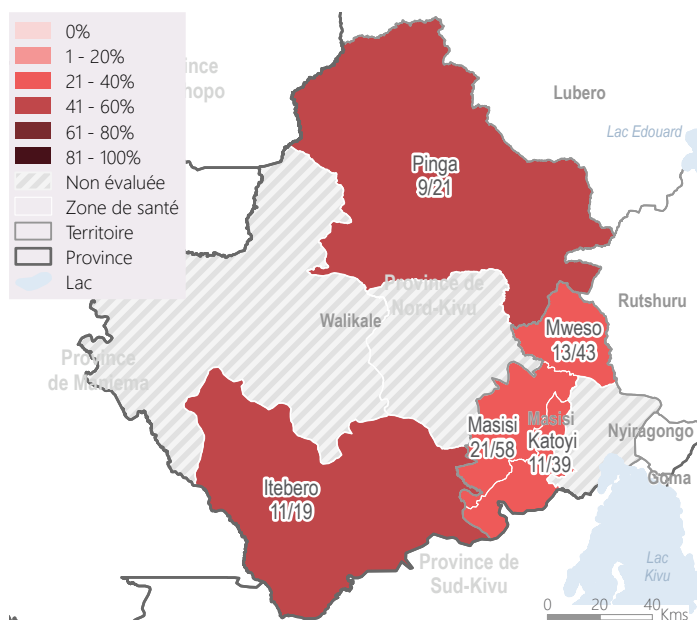 0%
1 - 20%
21 - 40%
41 - 60%
61 - 80%
81 - 100%
Non évaluée
Zone de santé
Territoire
Province
Lac
Lubero
Lac Edouard
Pinga
9/21
Province de
Nord-Kivu
Walikale
Rutshuru
Mweso
13/43
Province
de Maniema
Masisi
21/58
Masisi
Katoyi
11/39
Nyiragongo
Goma
Itebero
11/19
Province de
Sud-Kivu
Lac
Kivu
0 20 40
Kms